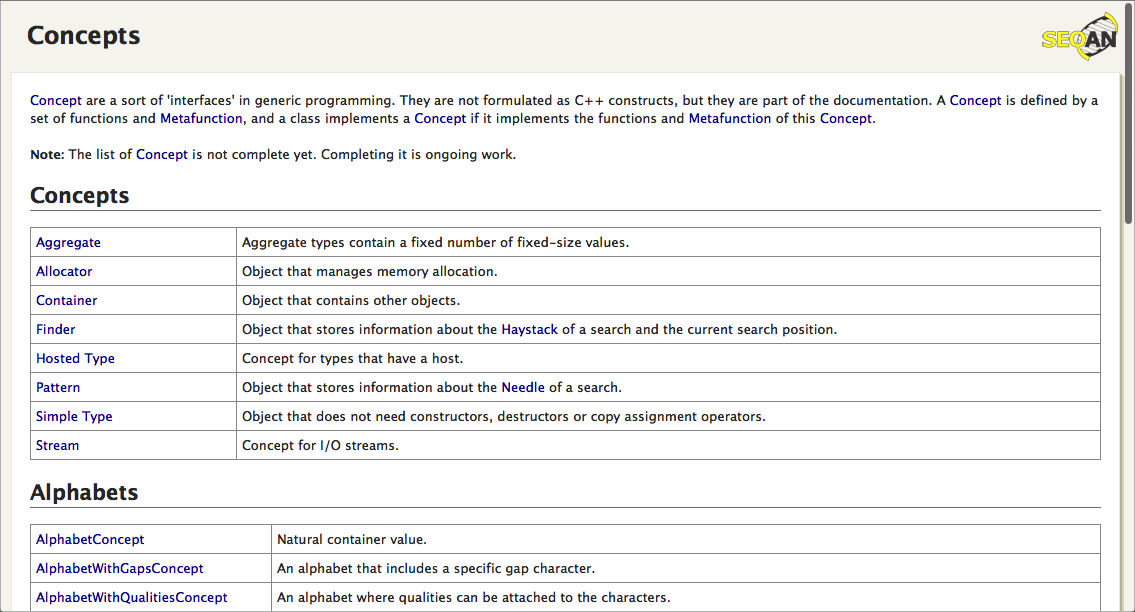 Concepts
SEQAN
Concept are a sort of 'interfaces' in generic programming. They are not formulated as C++ constructs, but they are part of the documentation. A Concept is defined by a
set of functions and Metafunction, and a class implements a Concept if it implements the functions and Metafunction of this Concept.
Note: The list of Concept is not complete yet. Completing it is ongoing work.
Concepts
Aggregate Aggregate types contain a fixed number of fixed-size values.
Allocator Object that manages memory allocation.
Container Object that contains other objects.
Finder Object that stores information about the Haystack of a search and the current search position.
Hosted Type Concept for types that have a host.
Pattern Object that stores information about the Needle of a search.
Simple Type Object that does not need constructors, destructors or copy assignment operators.
Stream Concept for I/O streams.
Alphabets
AlphabetConcept Natural container value.
AlphabetWithGapsConcept An alphabet that includes a specific gap character.
AlphabetWithQualitiesConcept An alphabet where qualities can be attached to the characters.